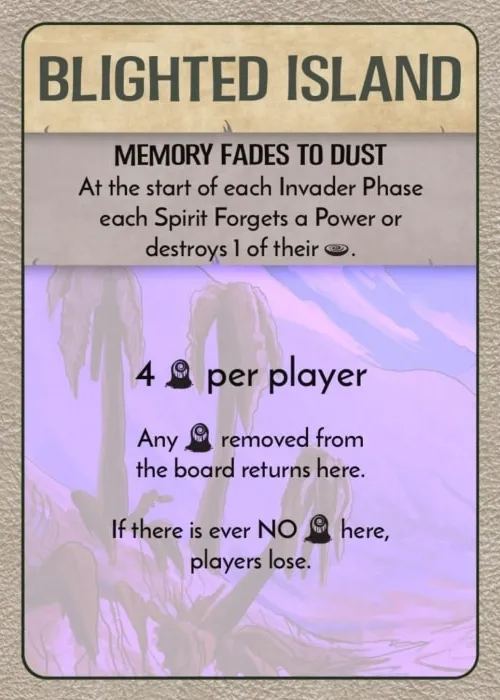 BLIGHTED ISLAND
MEMORY FADES TO DUST
At the start of each Invader Phase
each Spirit Forgets a Power or
destroys 1 of their .
4 per player
Any removed from
the board returns here.
If there is ever NO here,
players lose.